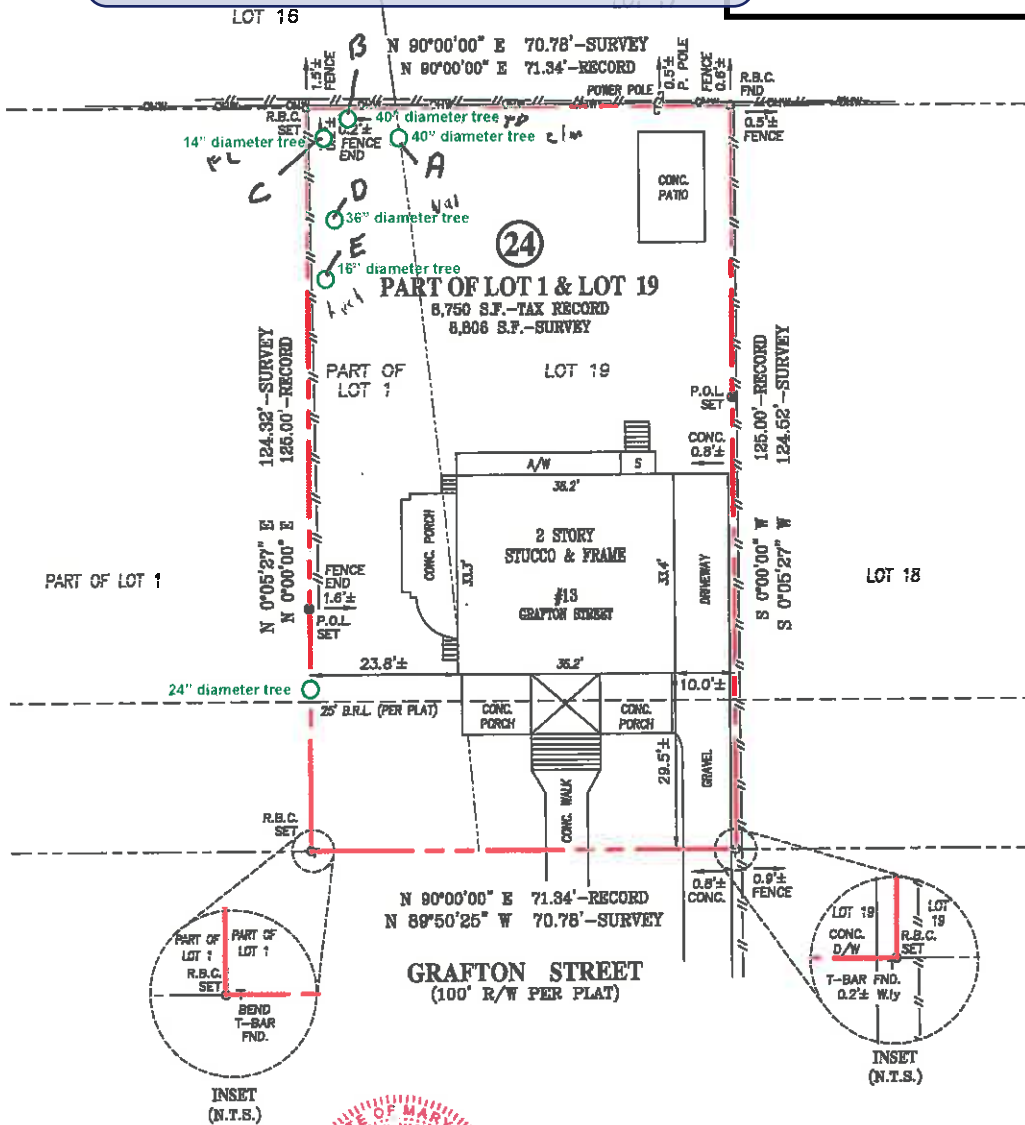 LOT 16
B
N 90°00'00" E 70.78'-SURVEY
N 90°00'00" E 71.34'-RECORD
1.5'±
FENCE
0.5'±
P. POLE
FENCE
0.6'±
R.B.C.
FND
POWER POLE
OHW OHW OHW OHW OHW
R.B.C.
SET
40" diameter tree
0.2'±
FENCE
END
40" diameter tree
elm
14" diameter tree
C
A
0.5'±
FENCE
CONC.
PATIO
D
36" diameter tree
24
E
16" diameter tree
PART OF LOT 1 & LOT 19
8,750 S.F.-TAX RECORD
8,806 S.F.-SURVEY
PART OF
LOT 1
LOT 19
124.32'-SURVEY
125.00'-RECORD
N 0°05'27" E
N 0°00'00" E
P.O.L.
SET
125.00'-RECORD
124.52'-SURVEY
S 0°00'00" W
S 0°05'27" W
CONC.
0.8'±
A/W
S
36.2'
2 STORY
STUCCO & FRAME
#13
GRAFTON STREET
33.3'
33.4'
CONC. PORCH
DRIVEWAY
PART OF LOT 1
LOT 18
FENCE
END
1.6'±
P.O.L.
SET
23.8'±
36.2'
10.0'±
24" diameter tree
25' B.R.L. (PER PLAT)
CONC.
PORCH
CONC.
PORCH
29.5'±
GRAVEL
CONC. WALK
R.B.C.
SET
N 90°00'00" E 71.34'-RECORD
N 89°50'25" W 70.78'-SURVEY
0.8'±
CONC.
0.9'±
FENCE
GRAFTON STREET
(100' R/W PER PLAT)
PART OF
LOT 1
PART OF
LOT 1
R.B.C.
SET
BEND
T-BAR
FND.
INSET
(N.T.S.)
LOT 19
LOT
19
CONC.
D/W
R.B.C.
SET
T-BAR FND.
0.2'± W.ly
INSET
(N.T.S.)
OF MARY